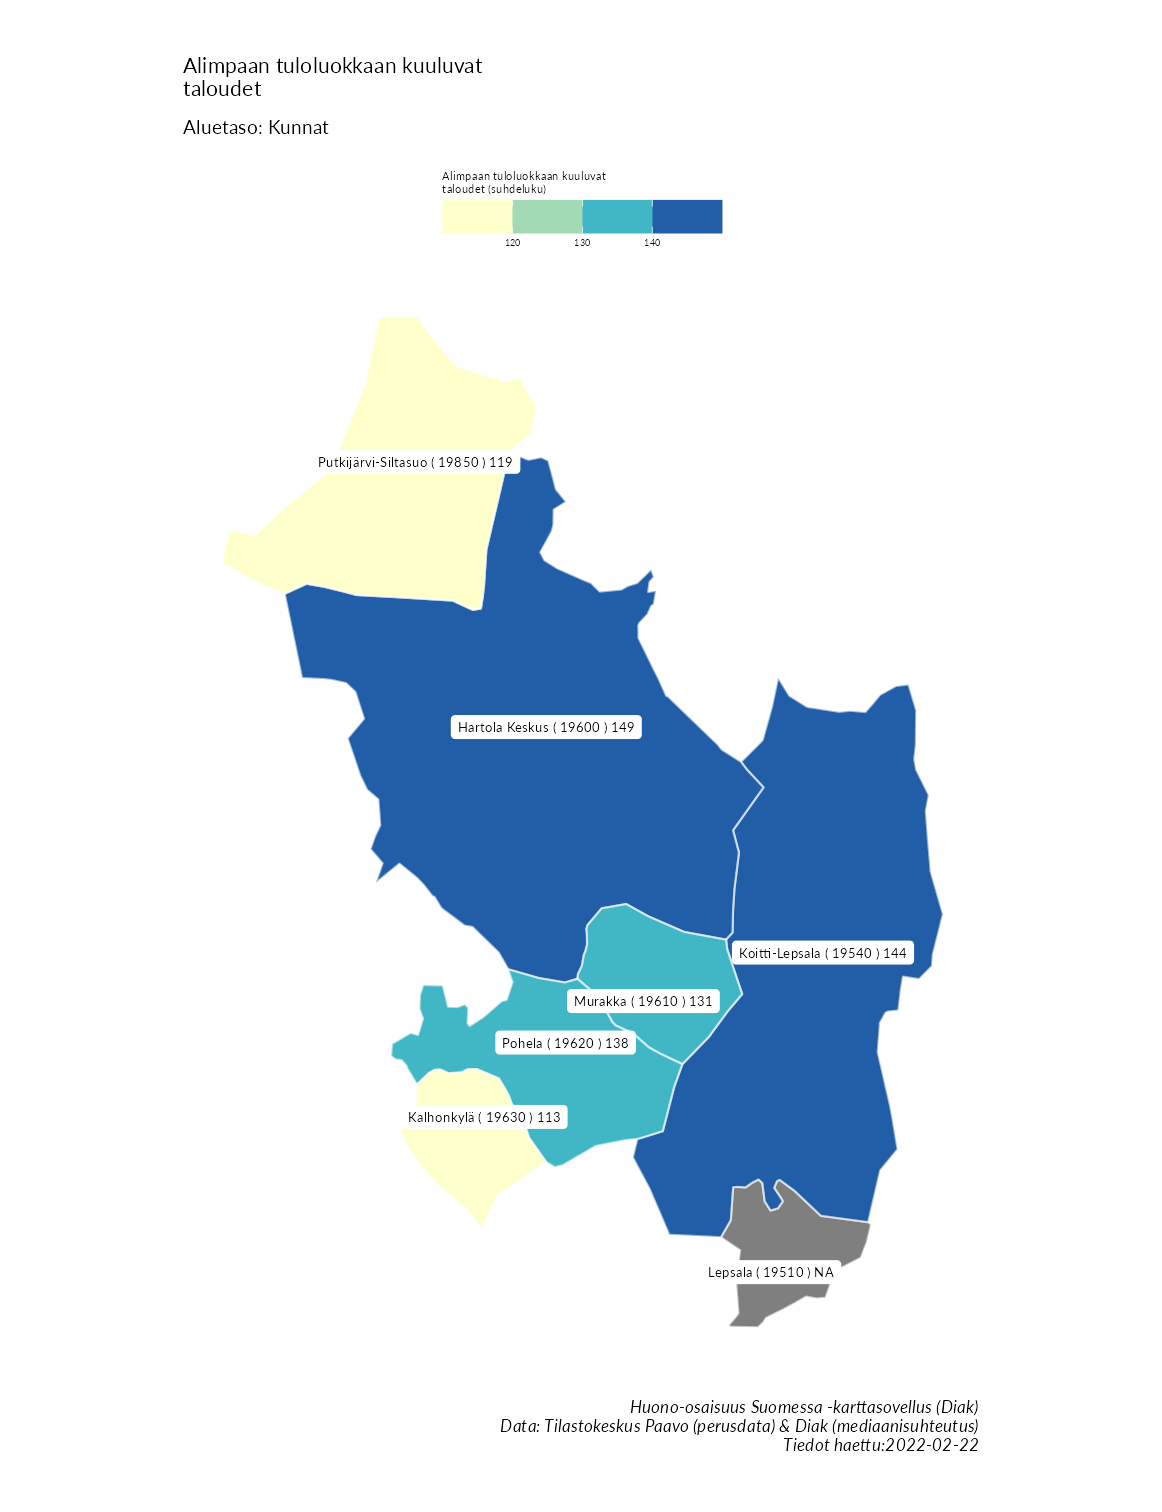 Alimpaan tuloluokkaan kuuluvat
taloudet
Aluetaso: Kunnat
Alimpaan tuloluokkaan kuuluvat
taloudet (suhdeluku)
120 130 140
Putkijärvi-Siltasuo ( 19850 ) 119
Hartola Keskus ( 19600 ) 149
Koitti-Lepsala ( 19540 ) 144
Murakka ( 19610 ) 131
Pohela ( 19620 ) 138
Kalhonkylä ( 19630 ) 113
Lepsala ( 19510 ) NA
Huono-osaisuus Suomessa -karttasovellus (Diak)
Data: Tilastokeskus Paavo (perusdata) & Diak (mediaanisuhteutus)
Tiedot haettu:2022-02-22